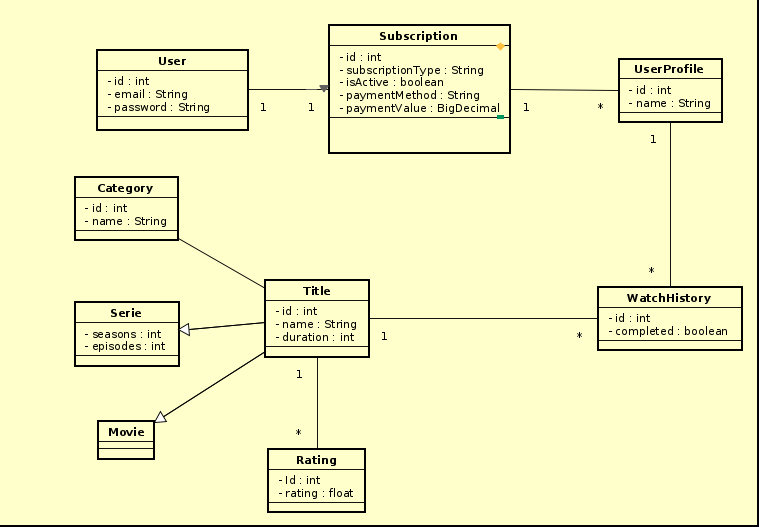 User
- id : int
- email : String
- password : String
1
1
Subscription
- id : int
- subscriptionType : String
- isActive : boolean
- paymentMethod : String
- paymentValue : BigDecimal
1
*
UserProfile
- id : int
- name : String
1
*
Category
- id : int
- name : String
Serie
- seasons : int
- episodes : int
Movie
Title
- id : int
- name : String
- duration : int
1
*
WatchHistory
- id : int
- completed : boolean
1
*
Rating
- Id : int
- rating : float